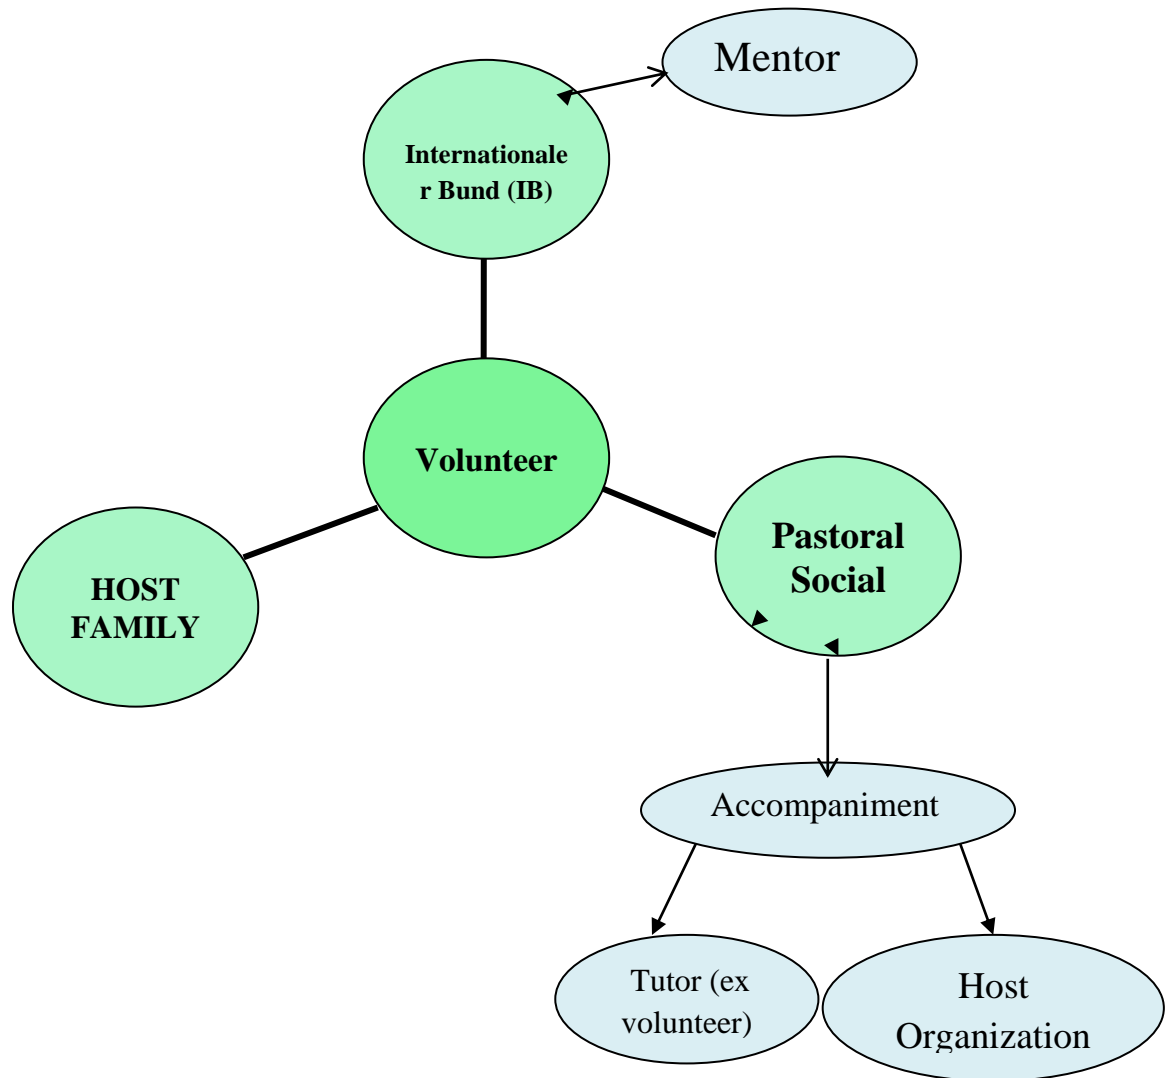 Mentor
Internationale
r Bund (IB)
Volunteer
Pastoral
Social
HOST
FAMILY
Accompaniment
Tutor (ex
volunteer)
Host
Organization